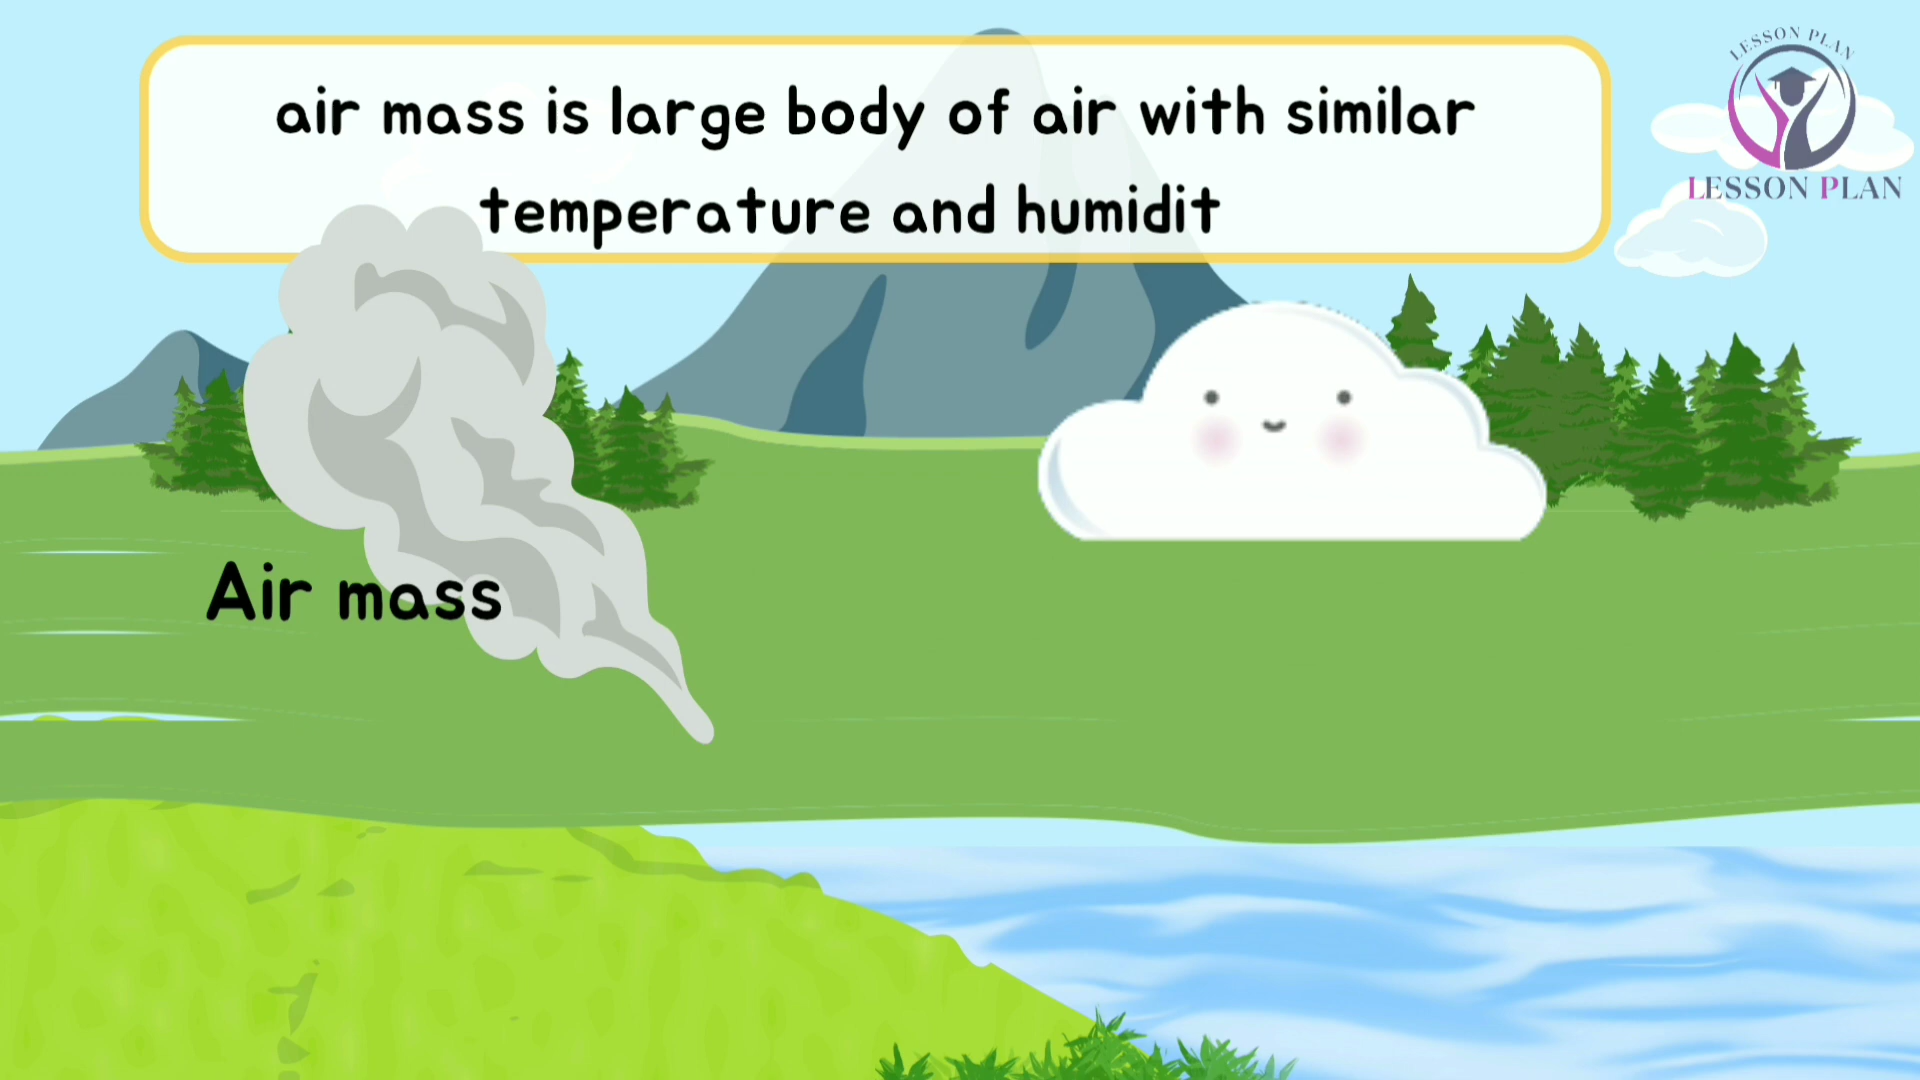 LESSON PLAN
air mass is large body of air with similar
temperature and humidit
LESSON PLAN
Air mass